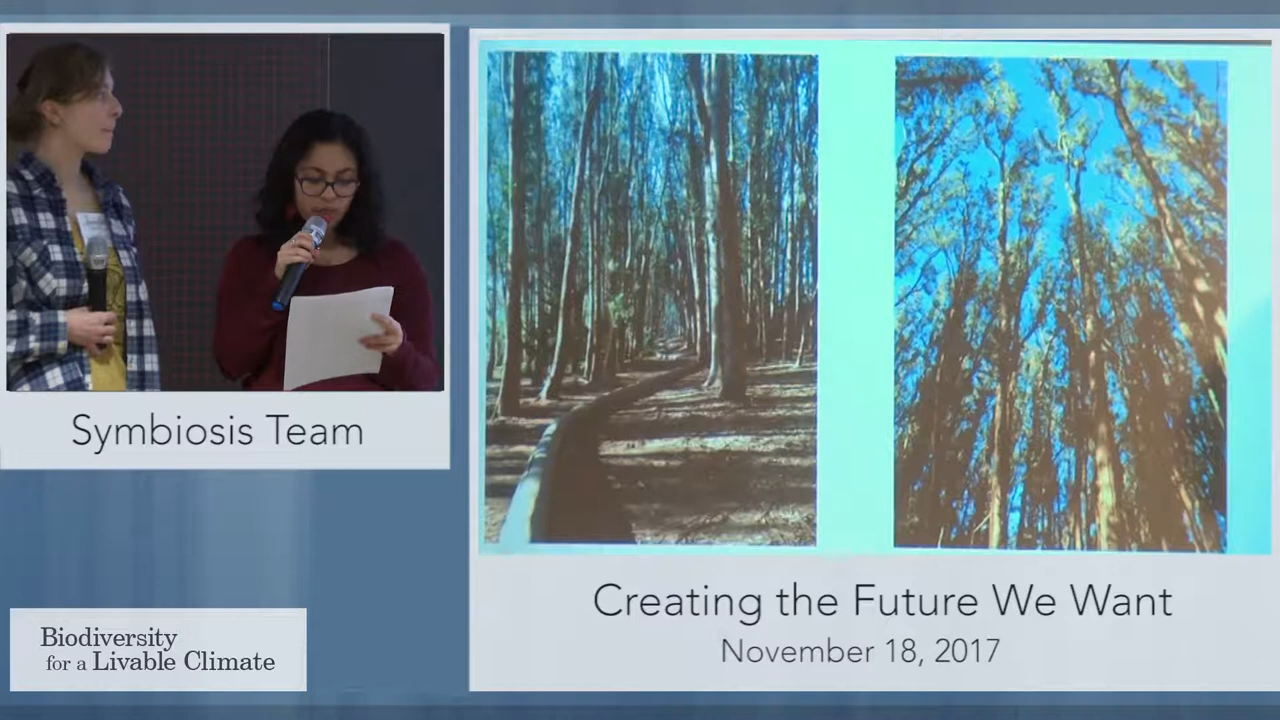 Symbiosis Team
Creating the Future We Want
November 18, 2017
Biodiversity
for a Livable Climate